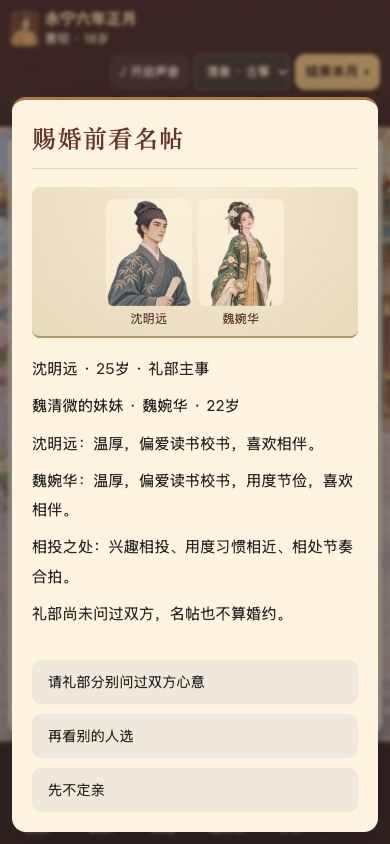 永宁六年正月
♪ 开启声音
清爽 · 古筝
结束本月 ›
赐婚前看名帖
沈明远
魏婉华
沈明远 · 25岁 · 礼部主事
魏清微的妹妹 · 魏婉华 · 22岁
沈明远：温厚，偏爱读书校书，喜欢相伴。
魏婉华：温厚，偏爱读书校书，用度节俭，喜欢
相伴。
相投之处：兴趣相投、用度习惯相近、相处节奏
合拍。
礼部尚未问过双方，名帖也不算婚约。
请礼部分别问过双方心意
再看别的人选
先不定亲